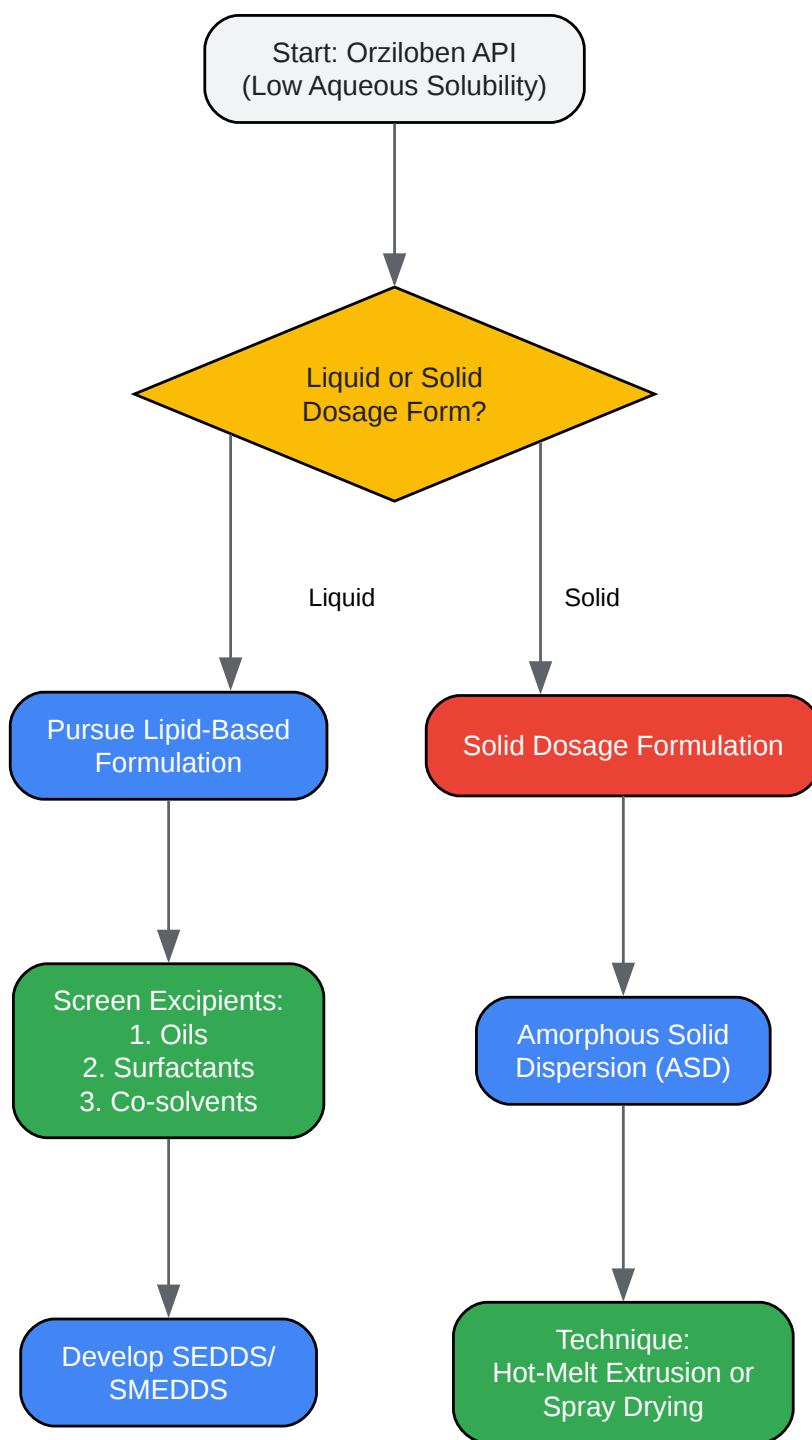 Start: Orziloben API
(Low Aqueous Solubility)
Liquid or Solid
Dosage Form?
Liquid
Solid
Pursue Lipid-Based
Formulation
Solid Dosage Formulation
Screen Excipients:
1. Oils
2. Surfactants
3. Co-solvents
Amorphous Solid
Dispersion (ASD)
Develop SEDDS/
SMEDDS
Technique:
Hot-Melt Extrusion or
Spray Drying